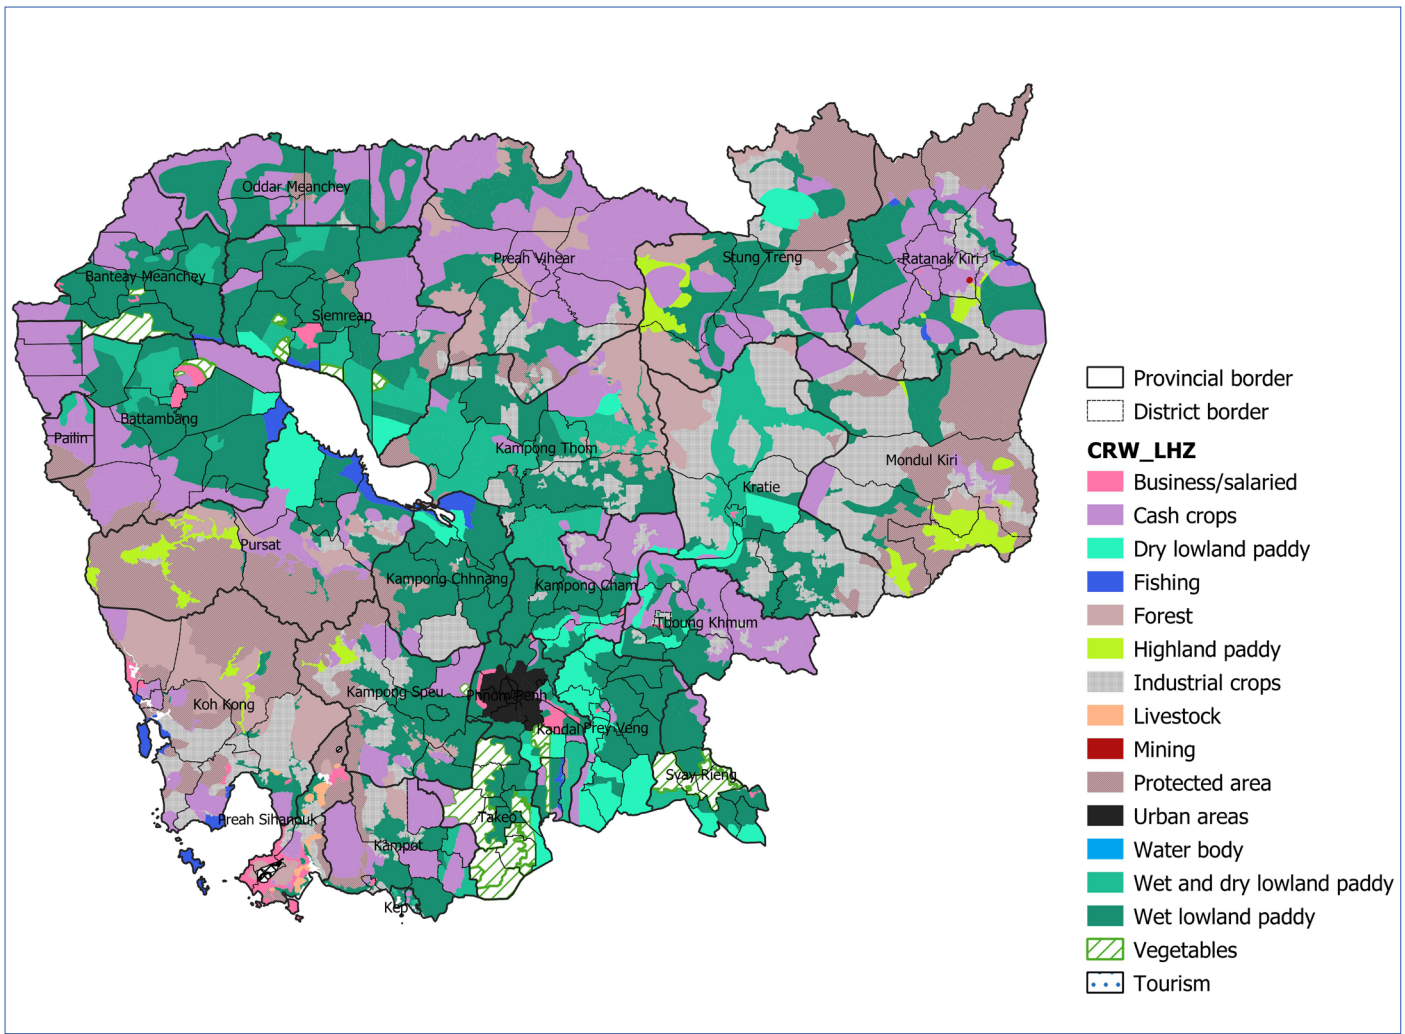 Oddar Meanchey
Banteay Meanchey
Preah Vihear
Stung Treng
Ratanak Kiri
Siemreap
Battambang
Pailin
Kampong Thom
Mondul Kiri
Kratie
Pursat
Kampong Chhnang
Kampong Cham
Tboung Khmum
Koh Kong
Kampong Speu
Phnom Penh
Kandal
Prey Veng
Svay Rieng
Preah Sihanouk
Takeo
Kampot
Kep
Provincial border
District border
CRW_LHZ
Business/salaried
Cash crops
Dry lowland paddy
Fishing
Forest
Highland paddy
Industrial crops
Livestock
Mining
Protected area
Urban areas
Water body
Wet and dry lowland paddy
Wet lowland paddy
Vegetables
Tourism